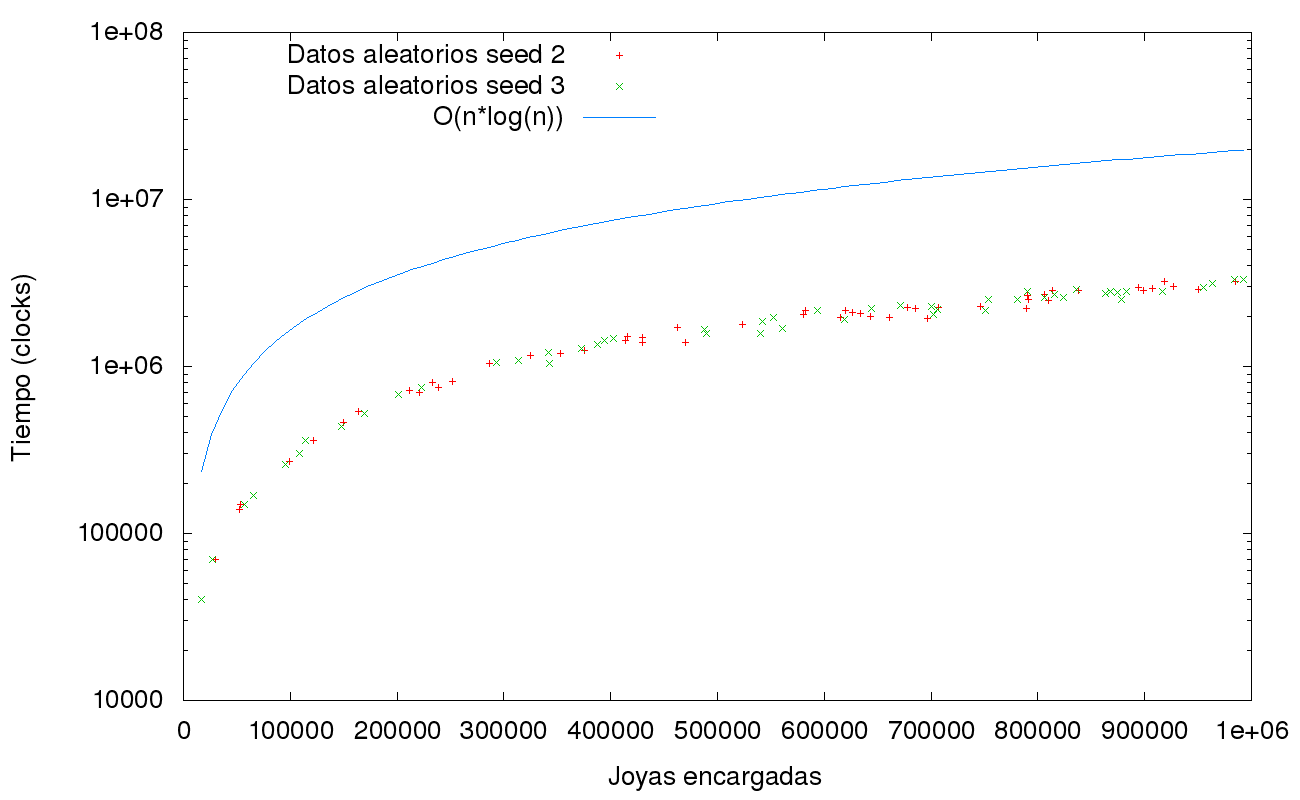 1e+08
1e+07
1e+06
100000
10000
Tiempo (clocks)
Datos aleatorios seed 2
Datos aleatorios seed 3
O(n*log(n))
0 100000 200000 300000 400000 500000 600000 700000 800000 900000 1e+06
Joyas encargadas